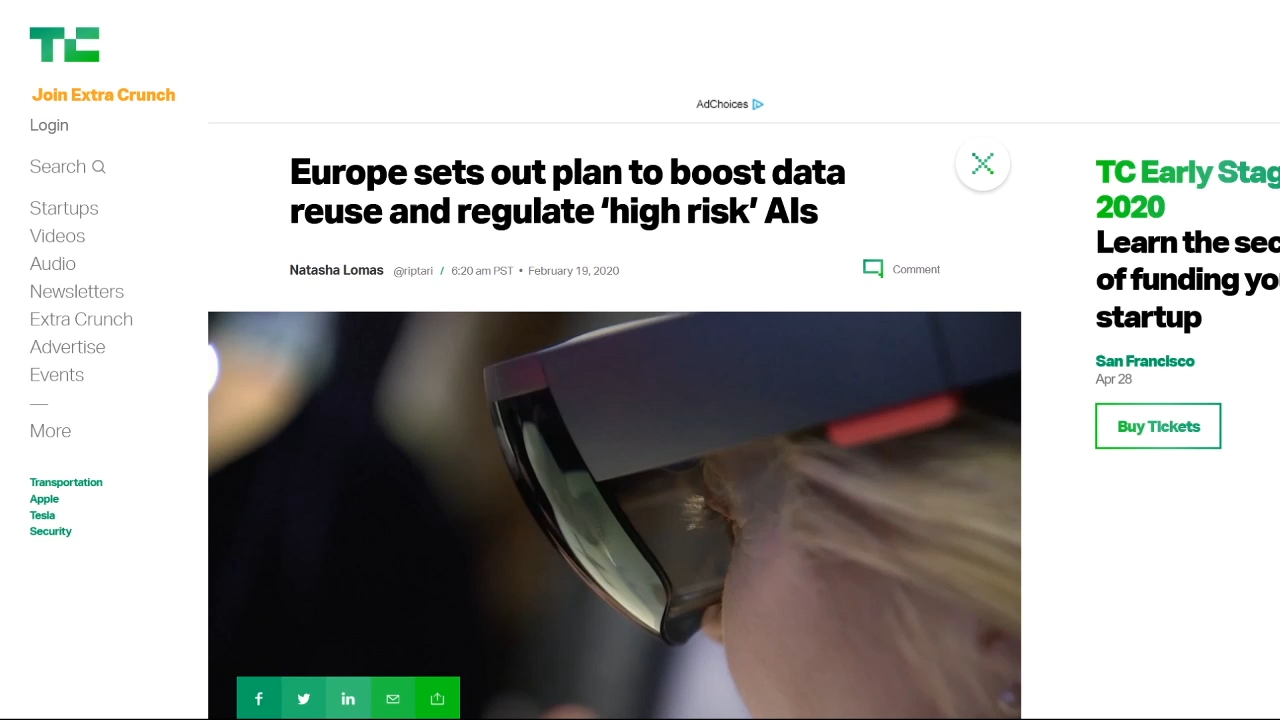 TC
Join Extra Crunch
Login
Search
Startups
Videos
Audio
Newsletters
Extra Crunch
Advertise
Events
—
More
Transportation
Apple
Tesla
Security
AdChoices
Europe sets out plan to boost data
reuse and regulate ‘high risk’ AIs
Natasha Lomas @riptari / 6:20 am PST • February 19, 2020
Comment
f
in
TC Early Stag
2020
Learn the sec
of funding yo
startup
San Francisco
Apr 28
Buy Tickets